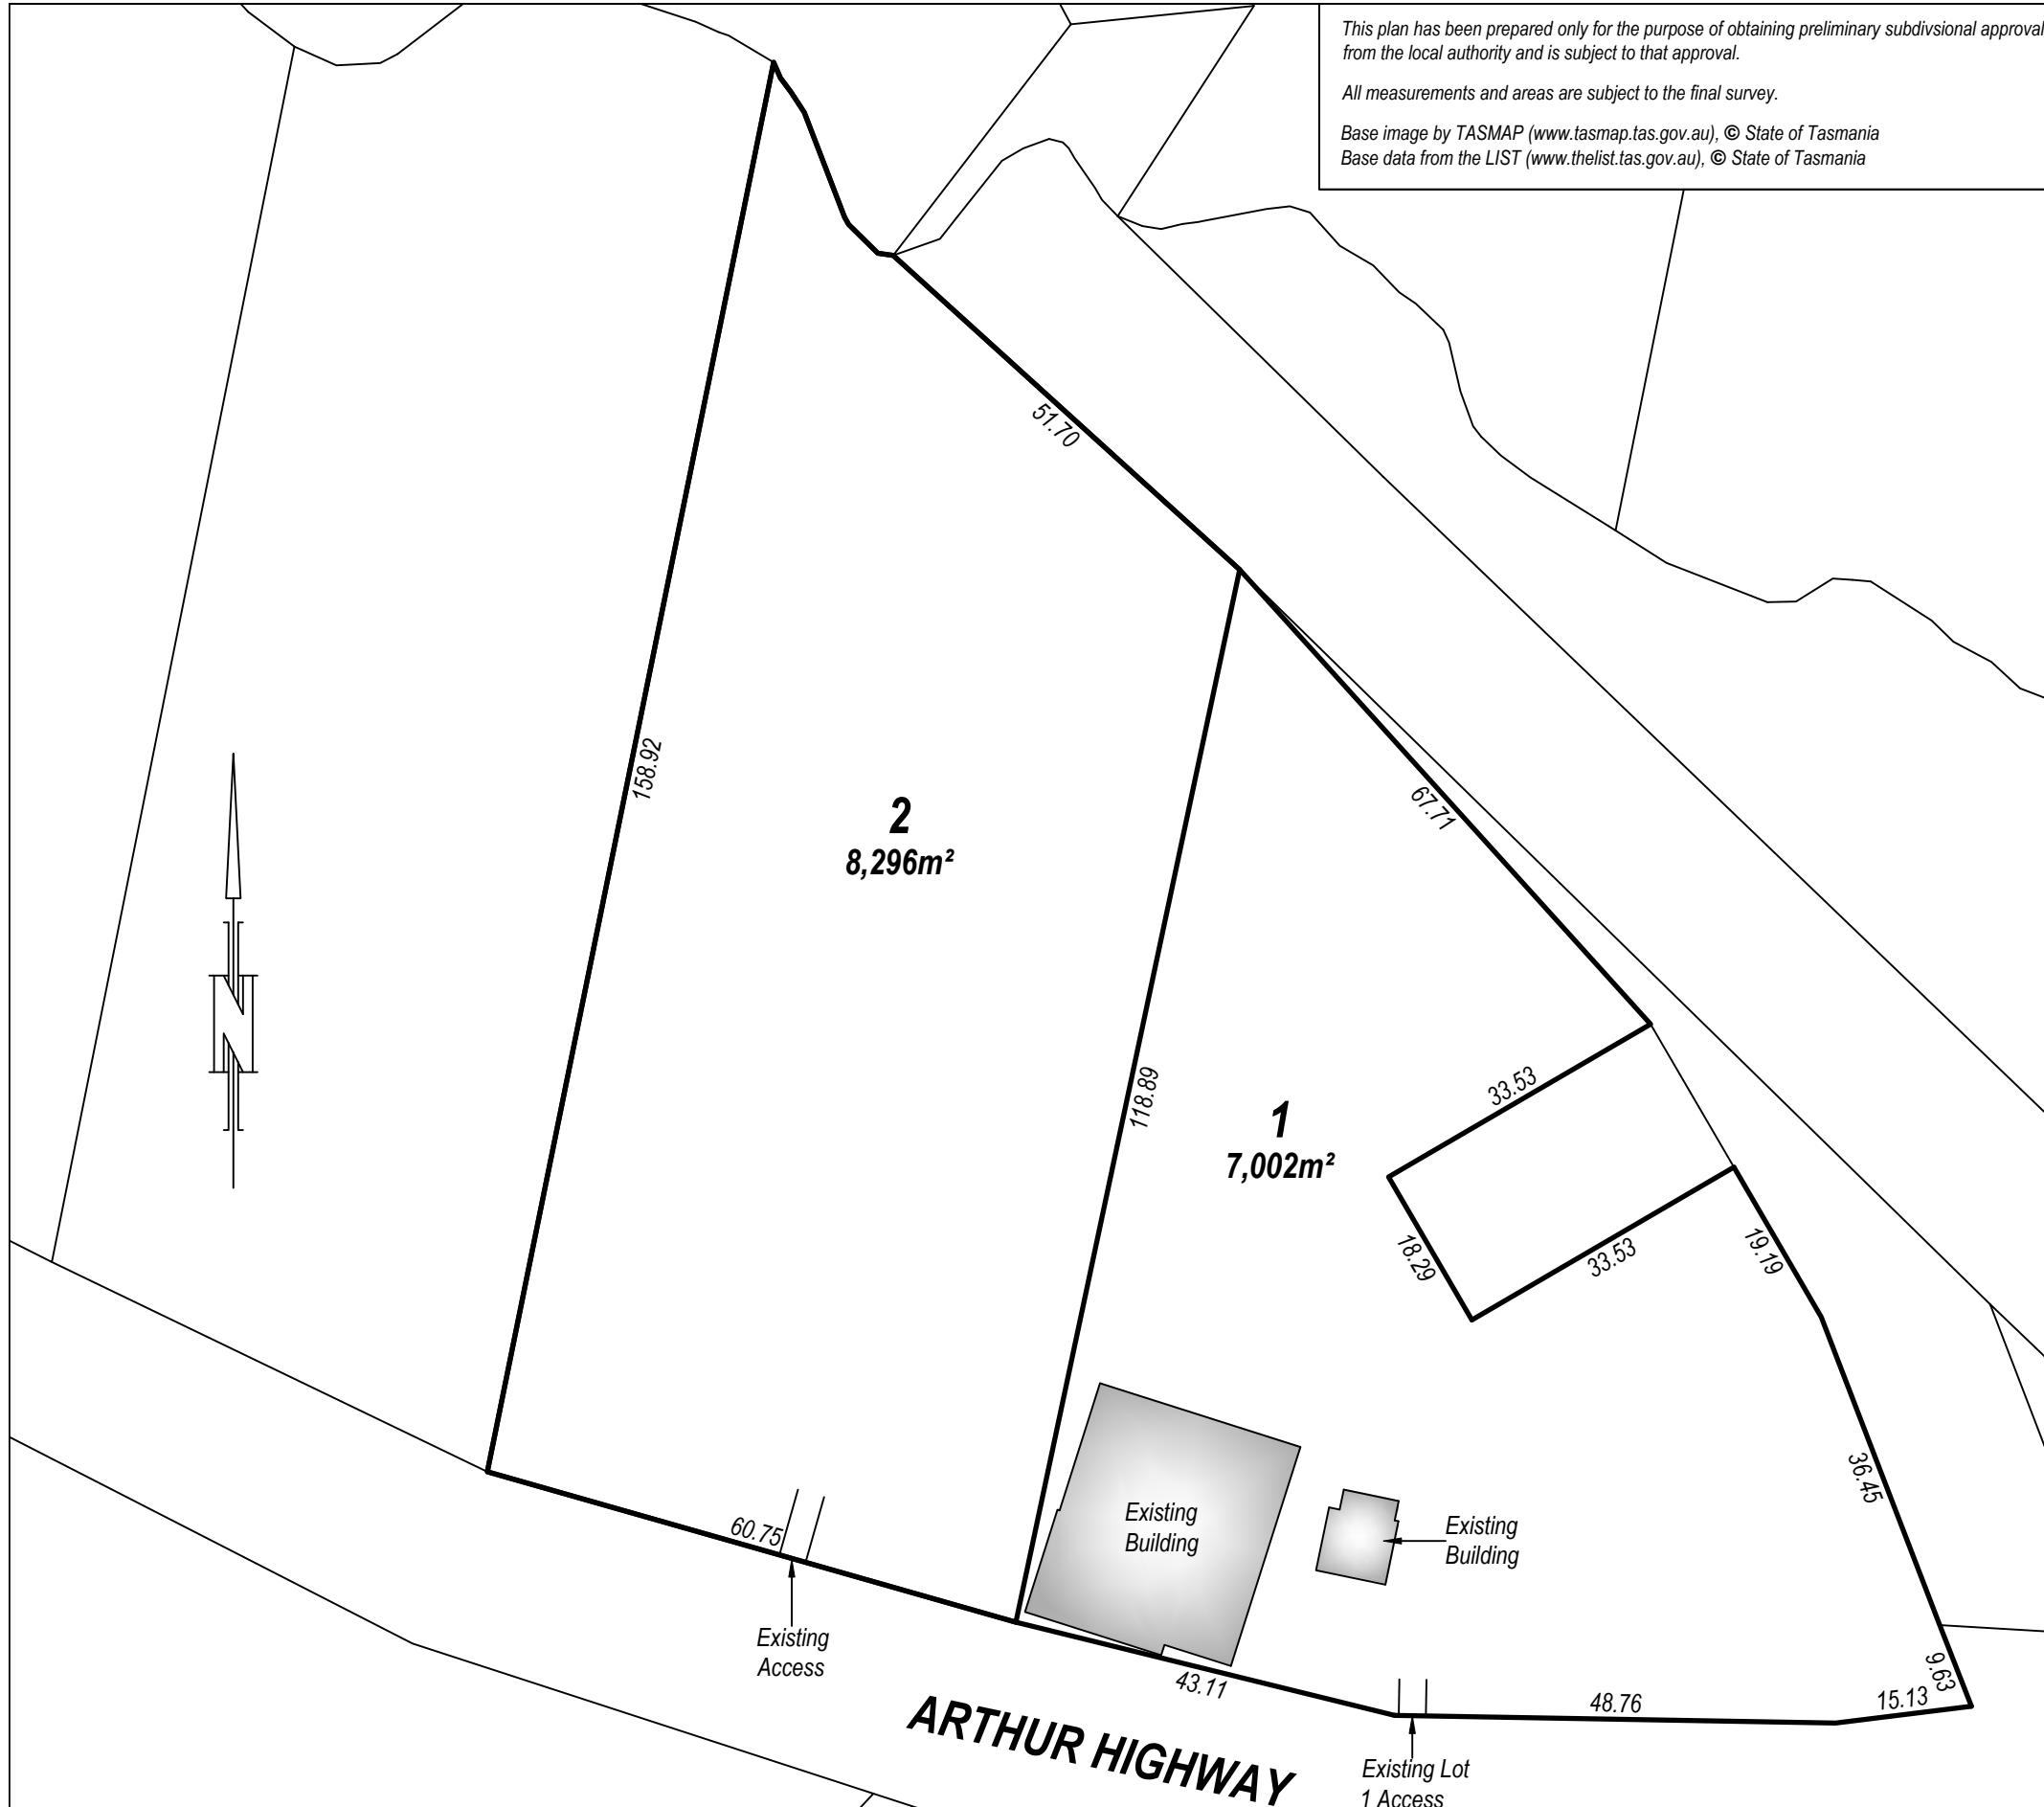 This plan has been prepared only for the purpose of obtaining preliminary subdivsional approval
from the local authority and is subject to that approval.
All measurements and areas are subject to the final survey.
Base image by TASMAP (www.tasmap.tas.gov.au), © State of Tasmania
Base data from the LIST (www.thelist.tas.gov.au), © State of Tasmania
51.70
158.92
2
8,296m²
67.71
N
118.89
33.53
1
7,002m²
18.29
33.53
19.19
36.45
Existing
Building
Existing
Building
60.75
Existing
Access
43.11
9.63
48.76
15.13
ARTHUR HIGHWAY
Existing Lot
1 Access